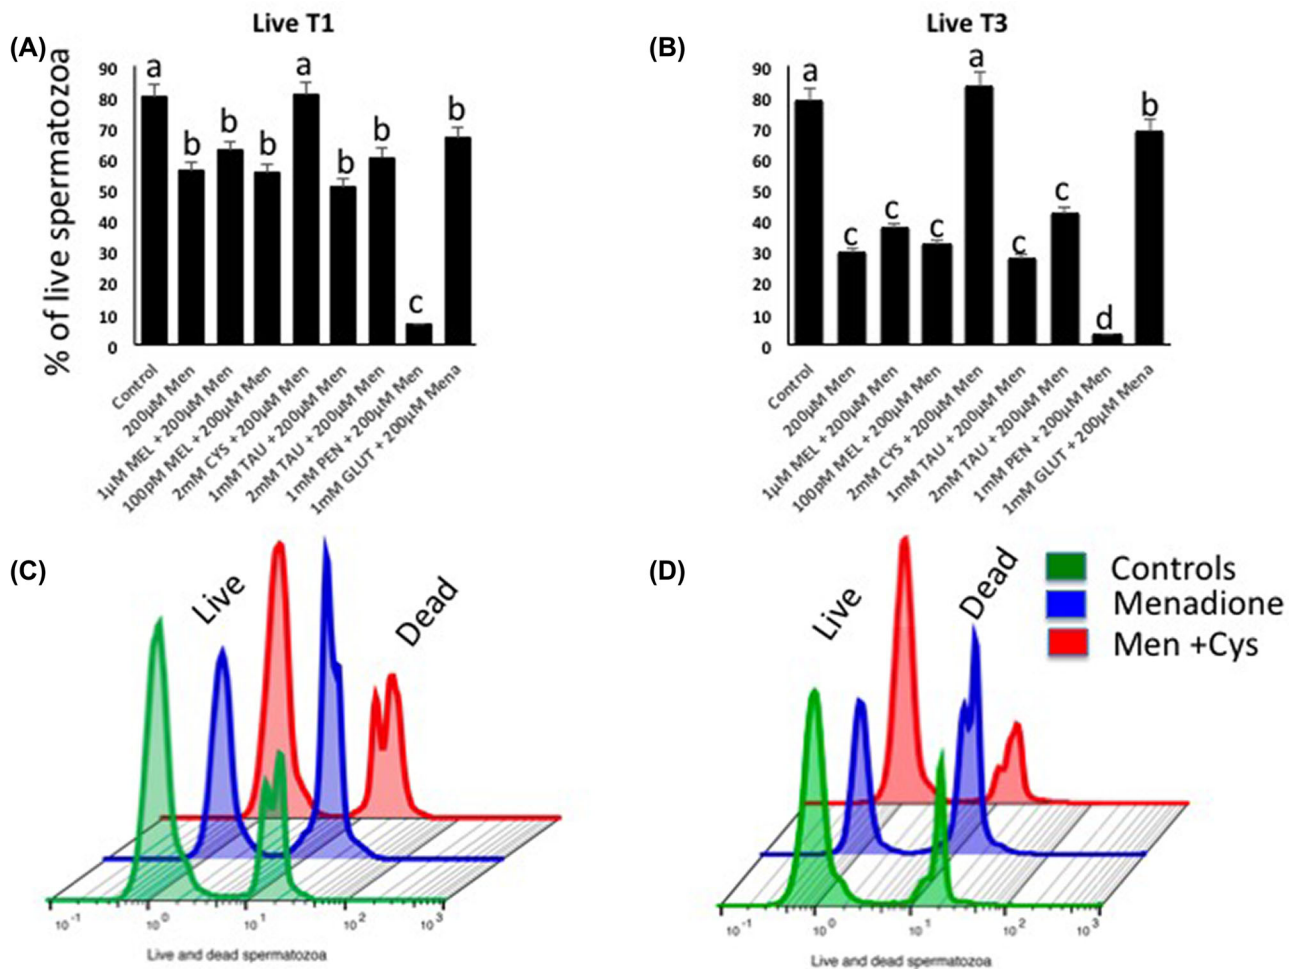 (A)
Live T1
% of live spermatozoa
90
80
70
60
50
40
30
20
10
0
a
b
b
b
a
b
b
c
b
Control
200µM Men
1µM MEL + 200µM Men
100pM MEL + 200µM Men
2mM CYS + 200µM Men
1mM TAU + 200µM Men
2mM TAU + 200µM Men
1mM PEN + 200µM Men
1mM GLUT + 200µM Mena
(B)
Live T3
90
80
70
60
50
40
30
20
10
0
a
c
c
c
a
c
c
d
b
Control
200µM Men
1µM MEL + 200µM Men
100pM MEL + 200µM Men
2mM CYS + 200µM Men
1mM TAU + 200µM Men
2mM TAU + 200µM Men
1mM PEN + 200µM Men
1mM GLUT + 200µM Mena
(C)
Live
Dead
10⁻¹ 10⁰ 10¹ 10² 10³
Live and dead spermatozoa
(D)
Live
Dead
Controls
Menadione
Men +Cys
10⁻¹ 10⁰ 10¹ 10² 10³
Live and dead spermatozoa